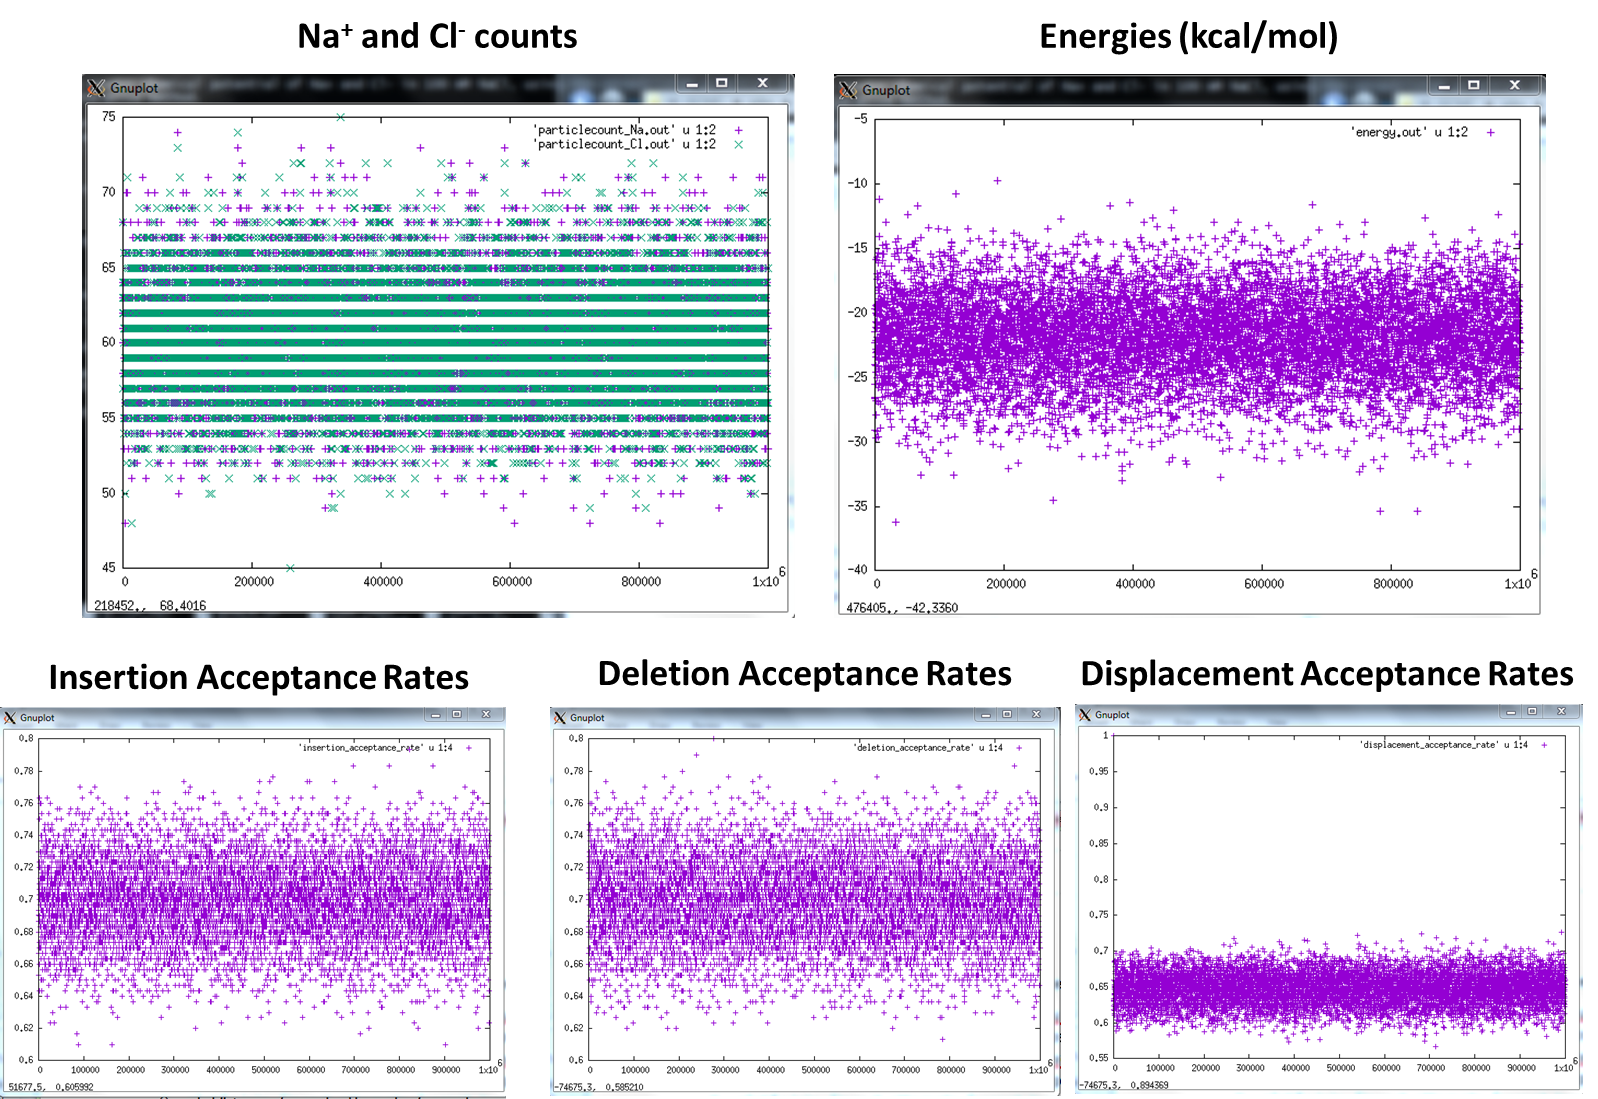 Na+ and Cl- counts
Energies (kcal/mol)
Gnuplot
'particlecount_Na.out' u 1:2
'particlecount_Cl.out' u 1:2
75
70
65
60
55
50
45
0 200000 400000 600000 800000 1x10^6
218452., 68.4016
Gnuplot
'energy.out' u 1:2
-5
-10
-15
-20
-25
-30
-35
-40
0 200000 400000 600000 800000 1x10^6
476405., -42.3360
Insertion Acceptance Rates
Deletion Acceptance Rates
Displacement Acceptance Rates
Gnuplot
'insertion_acceptance_rate' u 1:4
0.8
0.78
0.76
0.74
0.72
0.7
0.68
0.66
0.64
0.62
0.6
0 100000 200000 300000 400000 500000 600000 700000 800000 900000 1x10^6
51677.5, 0.605992
Gnuplot
'deletion_acceptance_rate' u 1:4
0.8
0.78
0.76
0.74
0.72
0.7
0.68
0.66
0.64
0.62
0.6
0 100000 200000 300000 400000 500000 600000 700000 800000 900000 1x10^6
-74675.3, 0.585210
Gnuplot
'displacement_acceptance_rate' u 1:4
1
0.95
0.9
0.85
0.8
0.75
0.7
0.65
0.6
0.55
0 100000 200000 300000 400000 500000 600000 700000 800000 900000 1x10^6
-74675.3, 0.894369